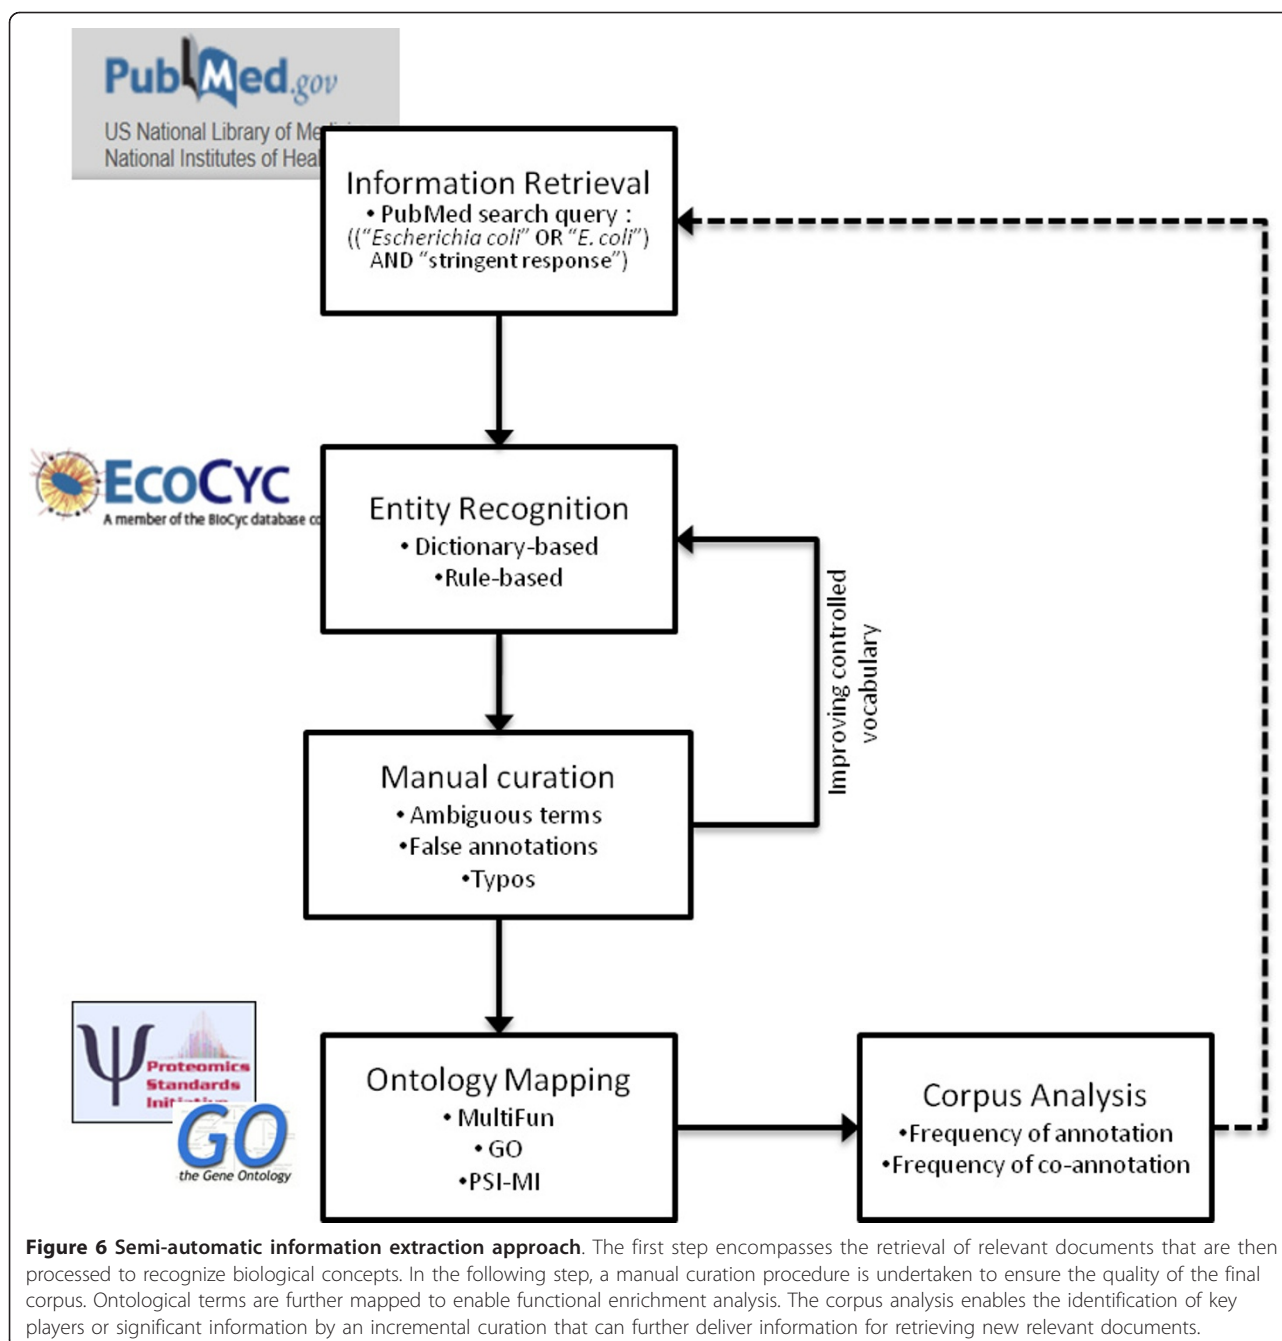 PubMed.gov
US National Library of
National Institutes of
Information Retrieval
• PubMed search query :
(("Escherichia coli" OR "E. coli")
AND "stringent response")
EcoCyc
A member of the BioCyc database
Entity Recognition
• Dictionary-based
•Rule-based
Improving controlled
vocabulary
Manual curation
• Ambiguous terms
•False annotations
•Typos
Proteomics
Standards
Initiative
GO
the Gene Ontology
Ontology Mapping
• MultiFun
• GO
•PSI-MI
Corpus Analysis
•Frequency of annotation
•Frequency of co-annotation
Figure 6 Semi-automatic information extraction approach. The first step encompasses the retrieval of relevant documents that are then
processed to recognize biological concepts. In the following step, a manual curation procedure is undertaken to ensure the quality of the final
corpus. Ontological terms are further mapped to enable functional enrichment analysis. The corpus analysis enables the identification of key
players or significant information by an incremental curation that can further deliver information for retrieving new relevant documents.